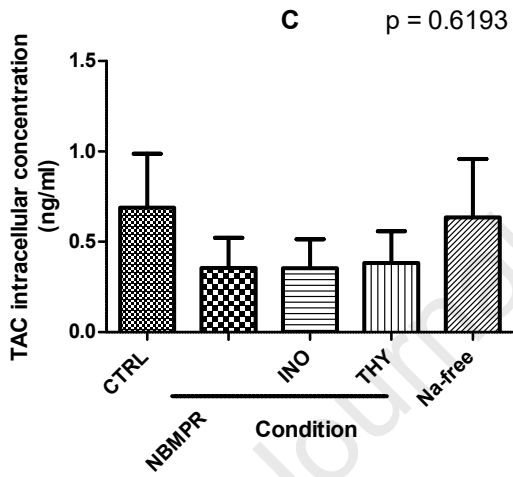 C p = 0.6193
TAC intracellular concentration
(ng/ml)
1.5
1.0
0.5
0.0
CTRL
NBMPR
INO
THY
Na-free
Condition
Journal